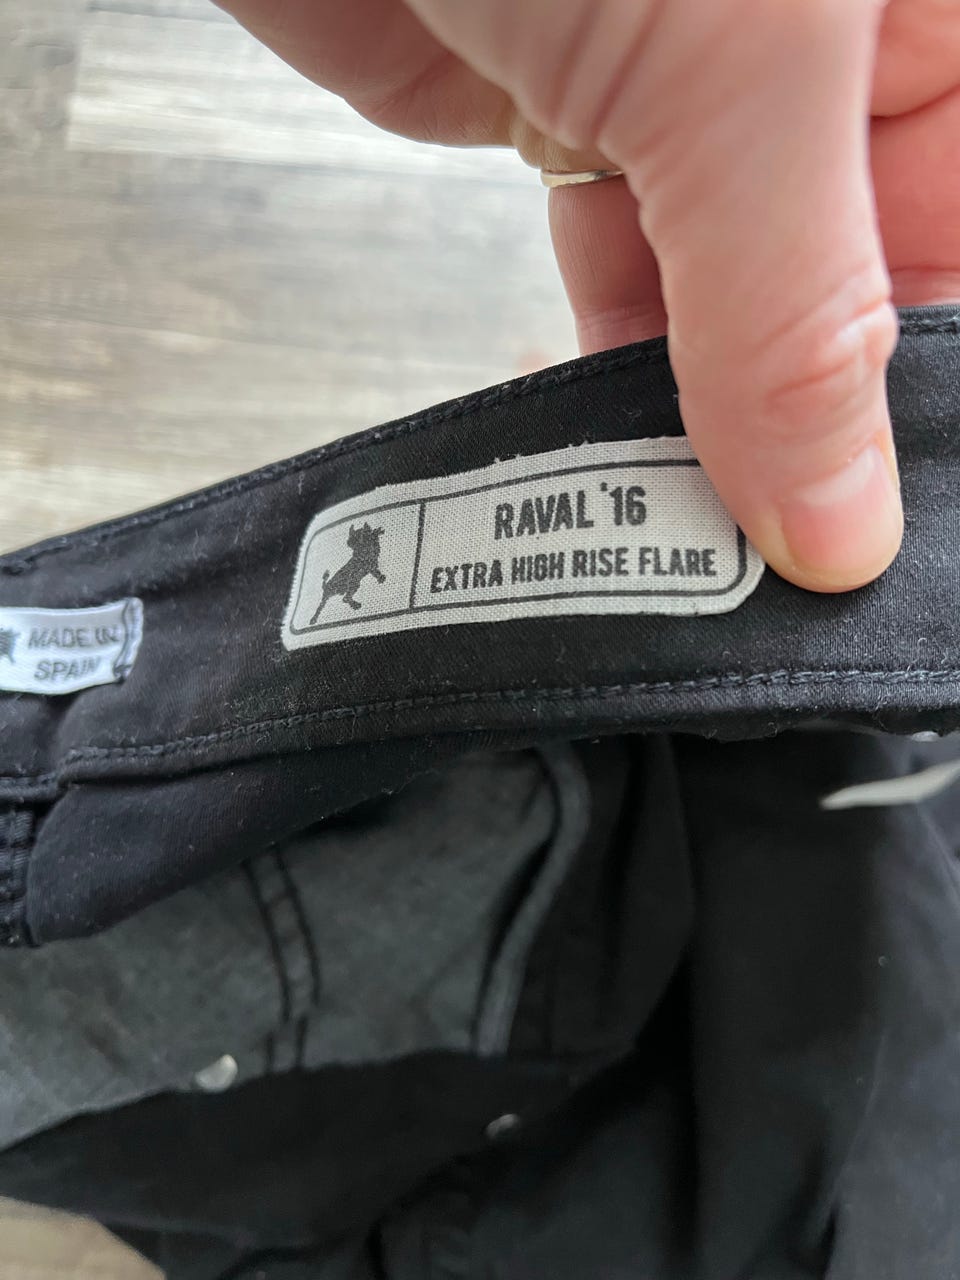 RAVAL '16
EXTRA HIGH RISE FLARE
MADE IN
SPAIN